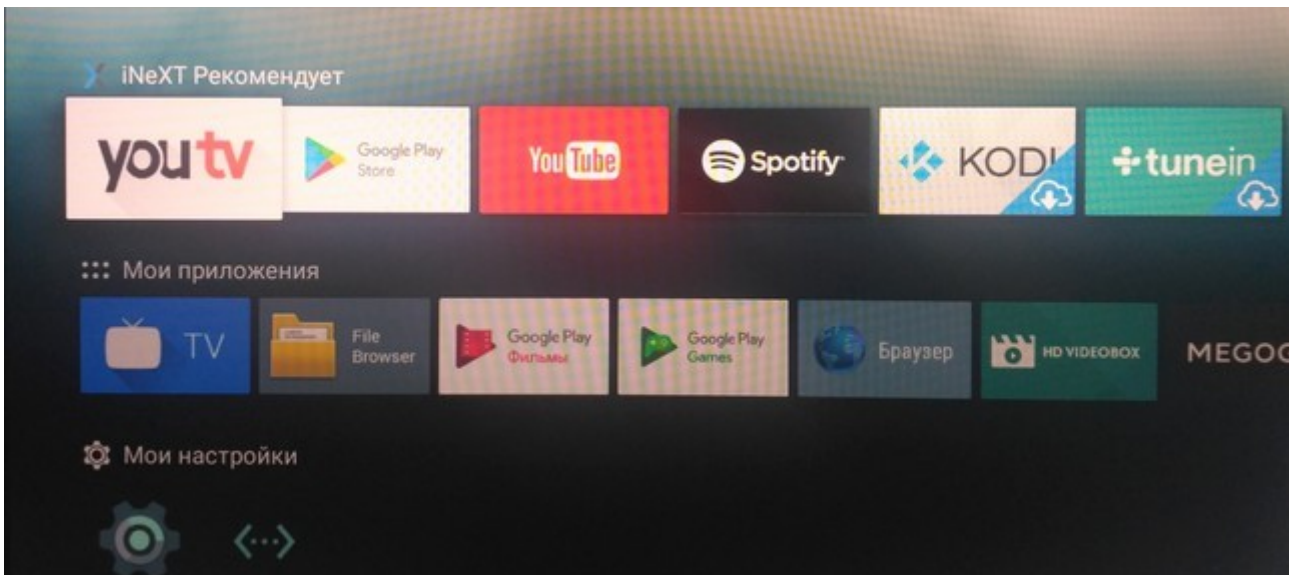 iNeXT Рекомендует
youtv
Google Play
Store
YouTube
Spotify
KODI
tunein
Мои приложения
TV
File
Browser
Google Play
Фильмы
Google Play
Games
Браузер
HD VIDEOBOX
MEGOG
Мои настройки